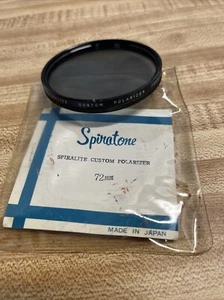 CUSTOM POLARIZER
Spiratone
SPIRALITE CUSTOM POLARIZER
72mm
MADE IN JAPAN